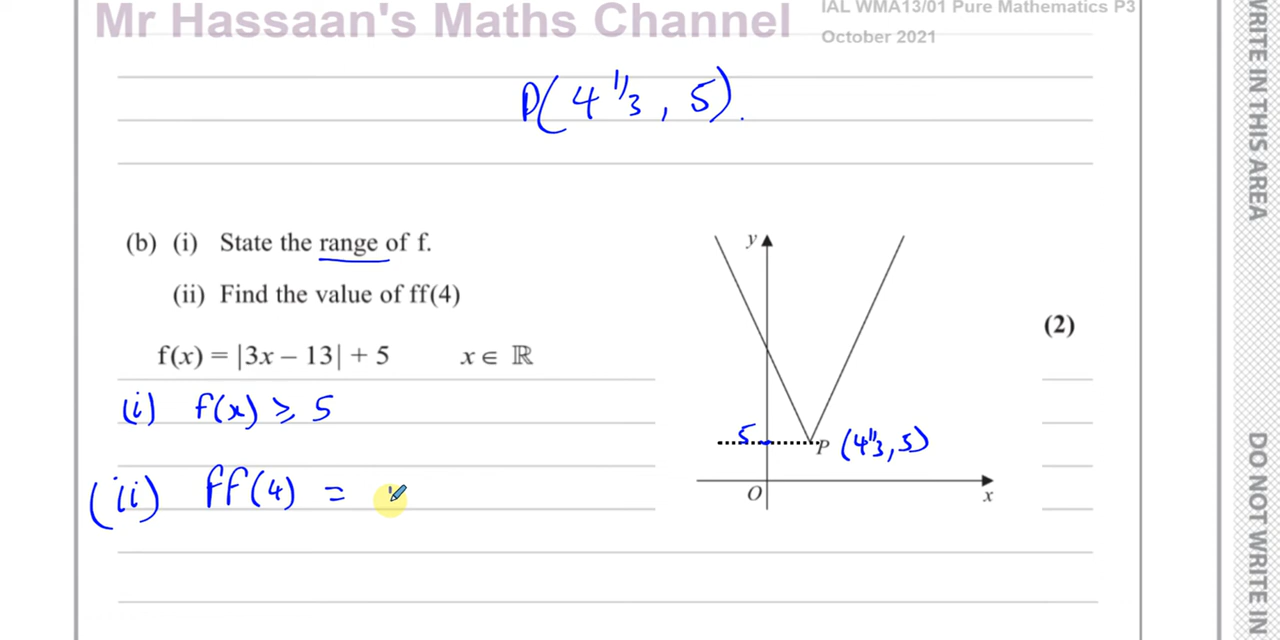 Mr Hassaan's Maths Channel
IAL WMA13/01 Pure Mathematics P3
October 2021
P(4 1/3, 5).
(b) (i) State the range of f.
(ii) Find the value of ff(4)
(2)
f(x) = |3x – 13| + 5 x ∈ ℝ
(i) f(x) ⩾ 5
(ii) ff(4) =
y
5
P (4 1/3, 5)
O
x
WRITE IN THIS AREA
DO NOT WRITE IN